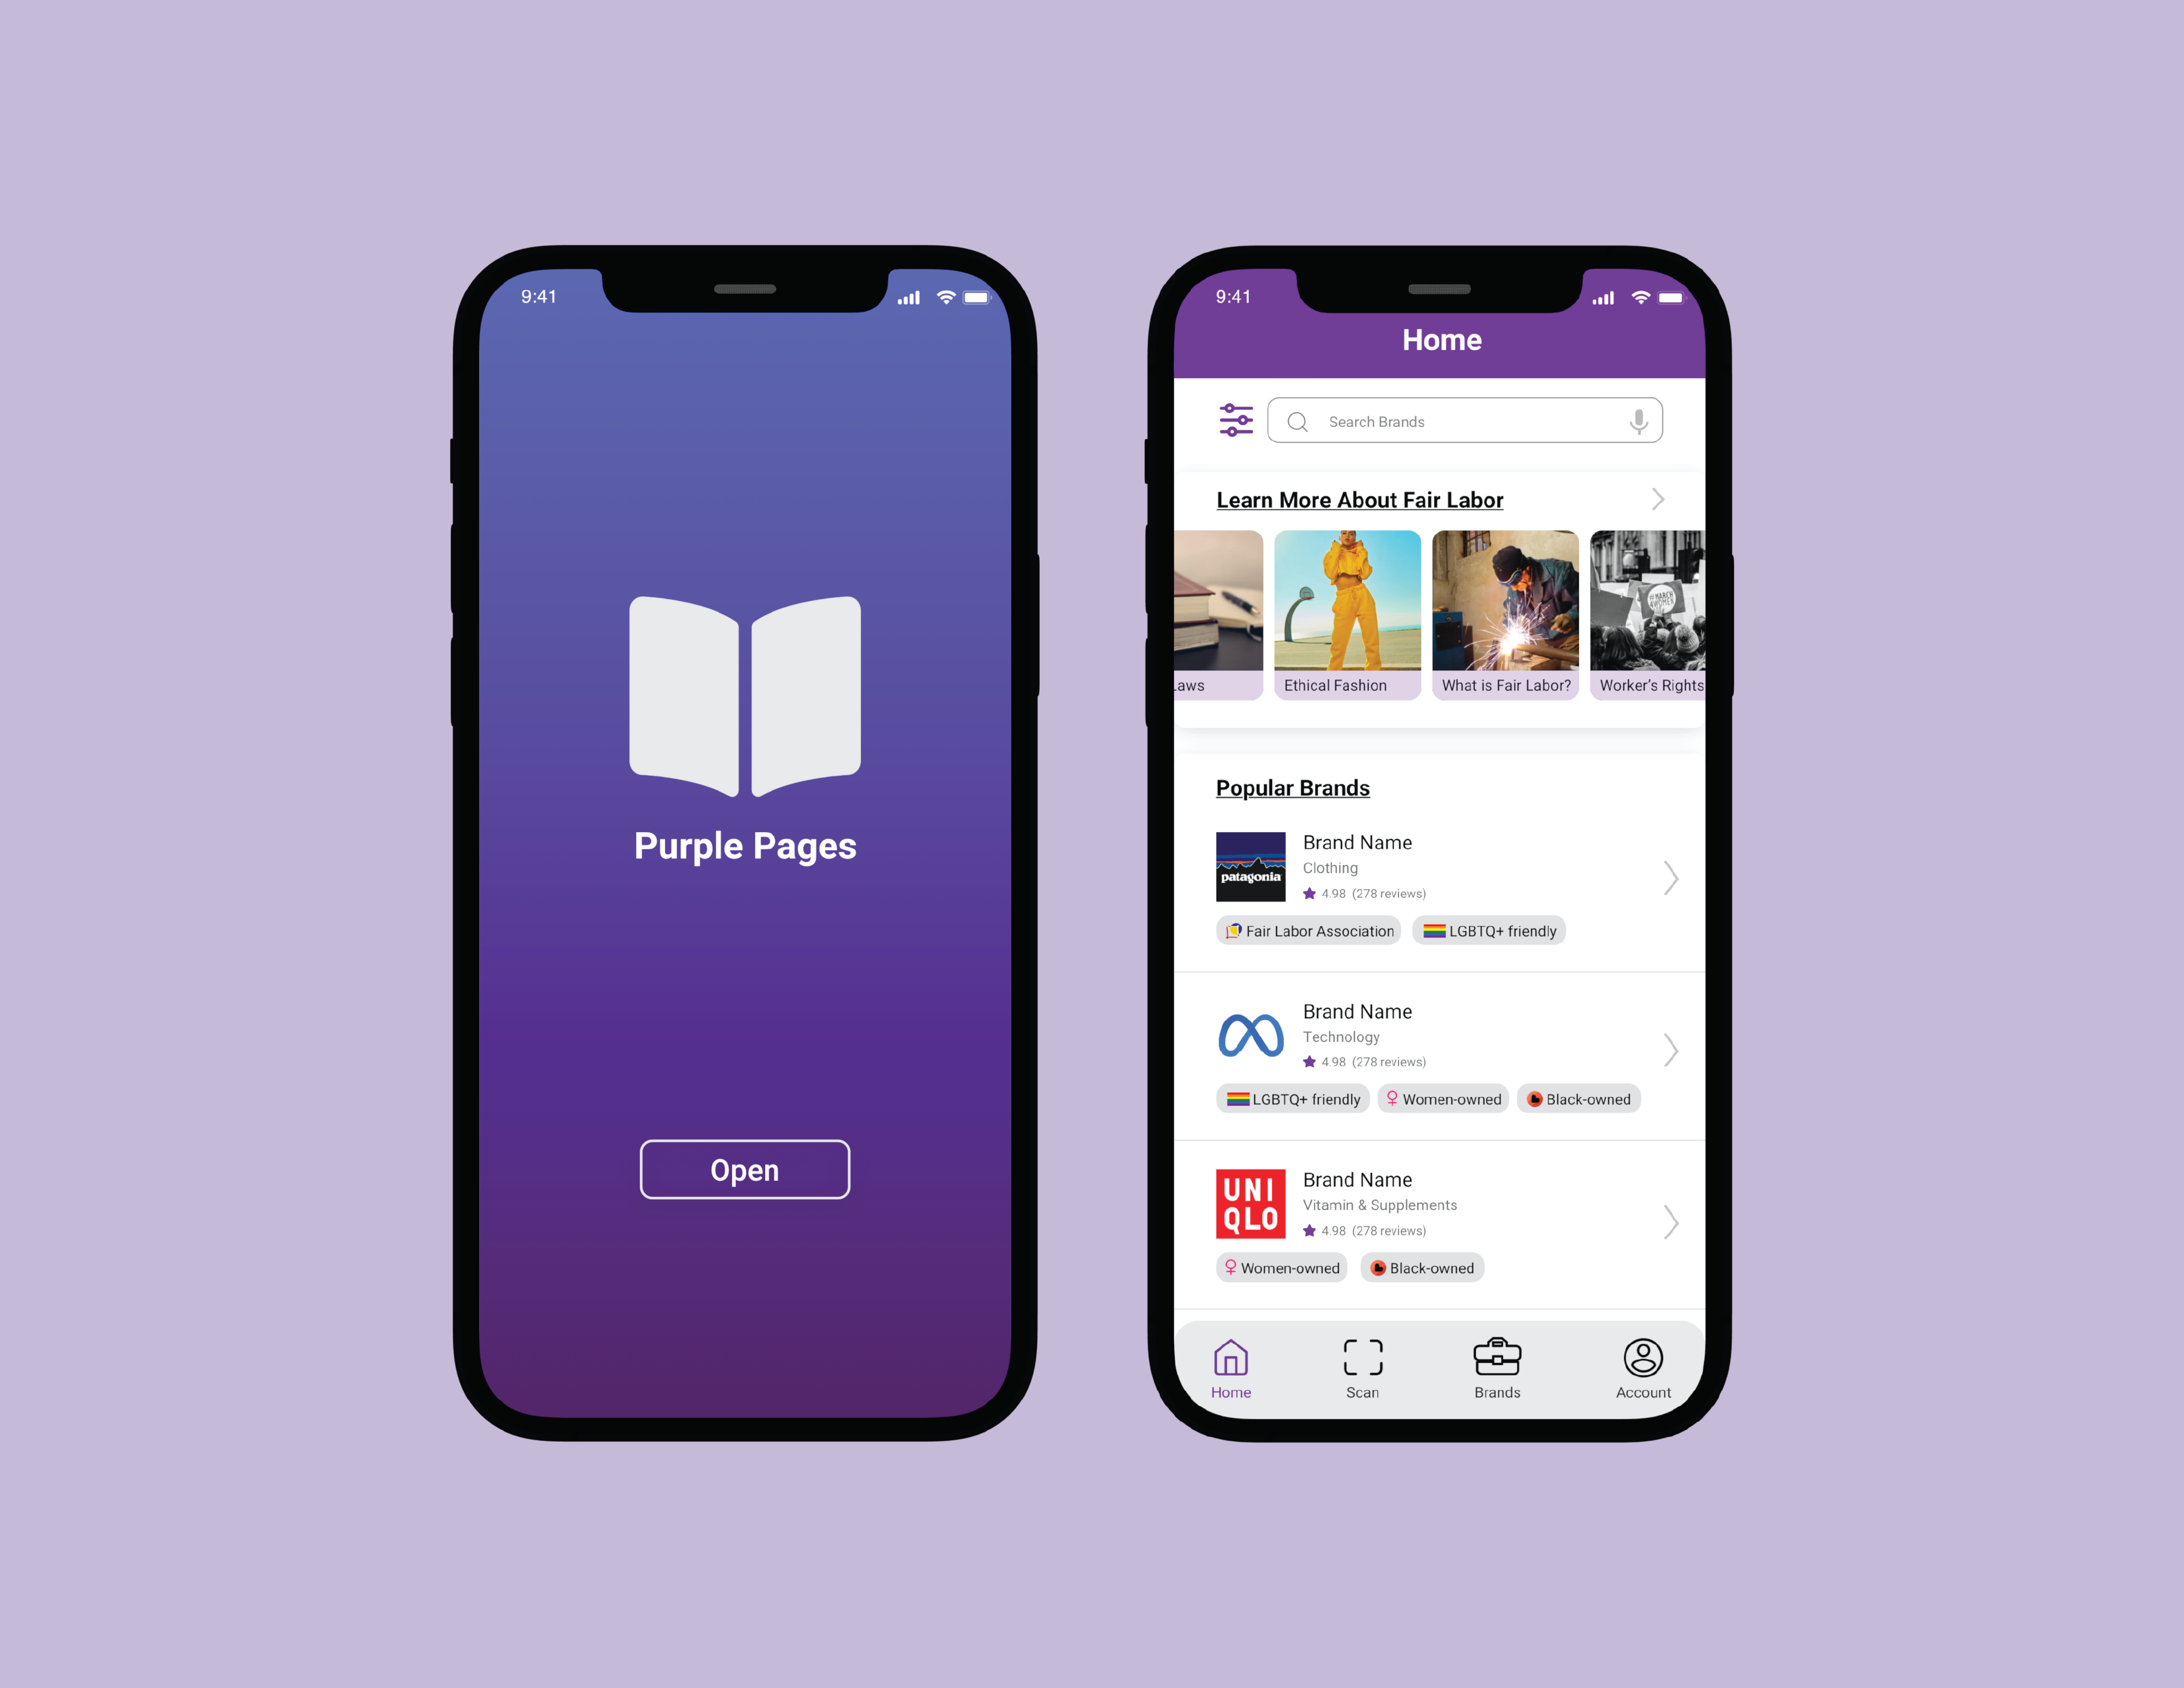 9:41
Purple Pages
Open
9:41
Home
Search Brands
Learn More About Fair Labor
Laws
Ethical Fashion
What is Fair Labor?
Worker's Rights
#MARCH
4WOMEN
Popular Brands
patagonia
Brand Name
Clothing
4.98 (278 reviews)
Fair Labor Association
LGBTQ+ friendly
Brand Name
Technology
4.98 (278 reviews)
LGBTQ+ friendly
Women-owned
Black-owned
UNI
QLO
Brand Name
Vitamin & Supplements
4.98 (278 reviews)
Women-owned
Black-owned
Home
Scan
Brands
Account